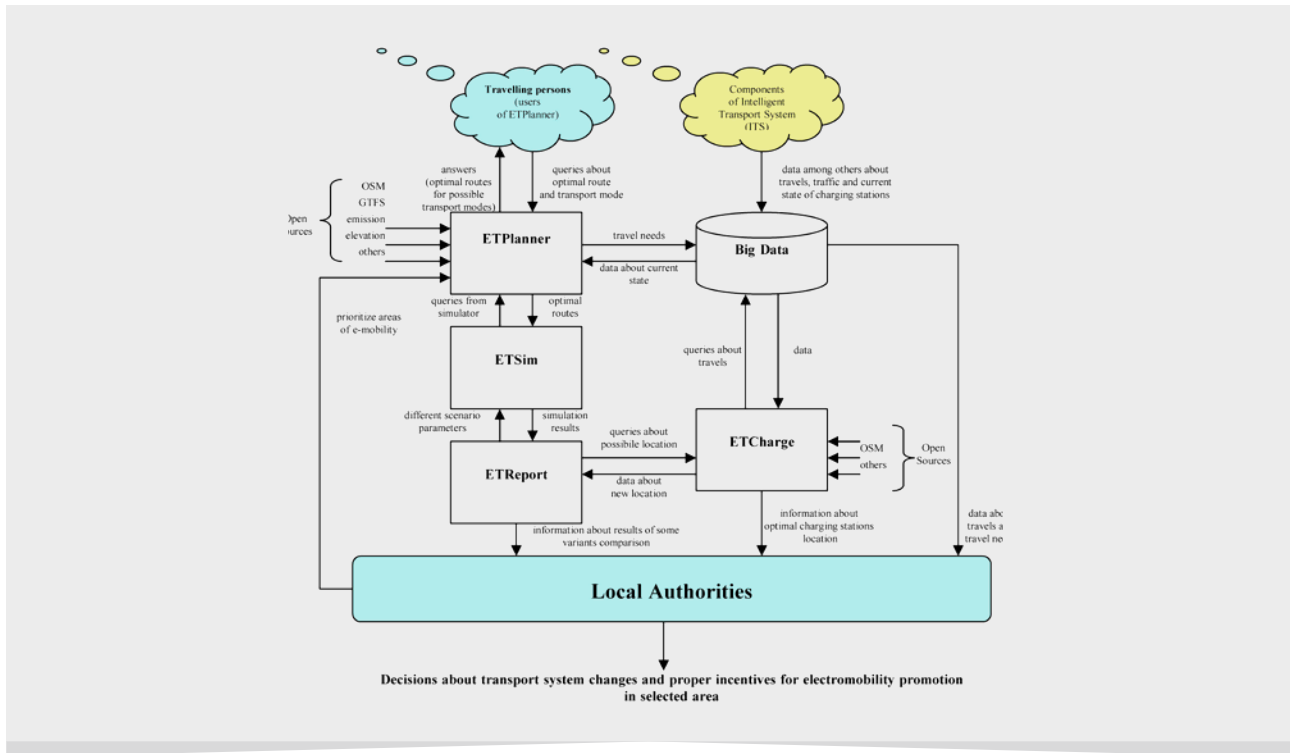 Travelling persons
(users
of ETPlanner)
Components
of Intelligent
Transport System
(ITS)
answers
(optimal routes
for possible
transport modes)
queries about
optimal route
and transport mode
data among others about
travels, traffic and current
state of charging stations
OSM
GTFS
emission
elevation
others
Open
Sources
ETPlanner
travel needs
data about current
state
Big Data
prioritize areas
of e-mobility
queries from
simulator
optimal
routes
ETSim
queries about
travels
data
different scenario
parameters
simulation
results
ETReport
queries about
possibile location
data about
new location
ETCharge
OSM
others
Open
Sources
information about results of some
variants comparison
information about
optimal charging stations
location
data
travels
travel
Local Authorities
Decisions about transport system changes and proper incentives for electromobility promotion
in selected area